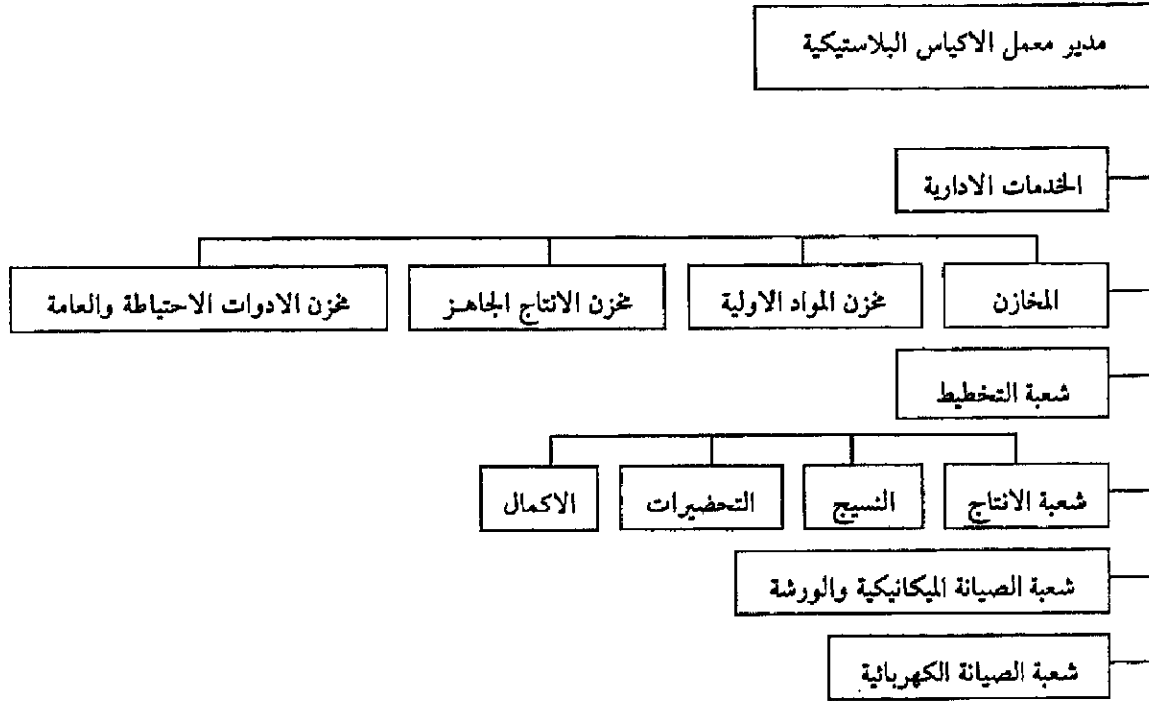 مدير معمل الاكياس البلاستيكية
الخدمات الادارية
المخازن
مخزن المواد الاولية
مخزن الانتاج الجاهز
مخزن الادوات الاحتياطة والعامة
شعبة التخطيط
شعبة الانتاج
النسيج
التحضيرات
الاكمال
شعبة الصيانة الميكانيكية والورشة
شعبة الصيانة الكهربائية